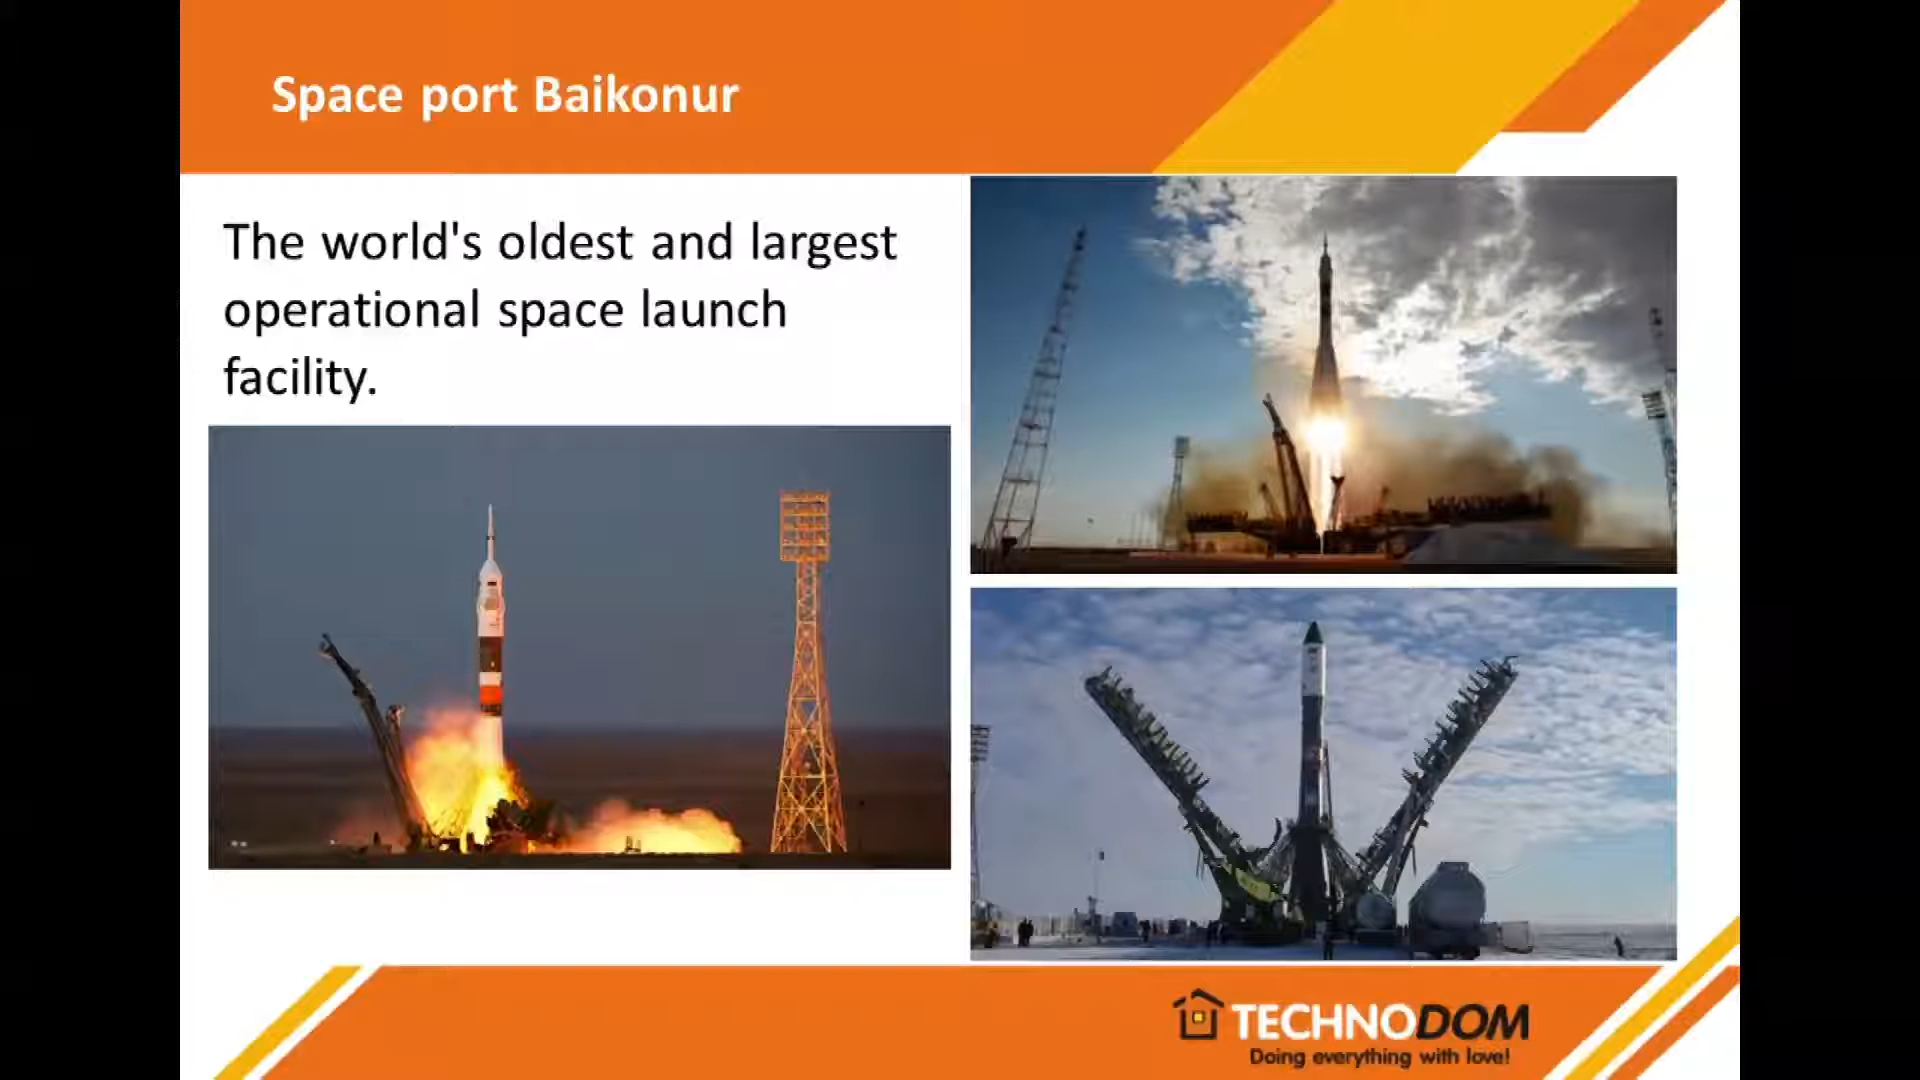 Space port Baikonur
The world's oldest and largest
operational space launch
facility.
TECHNODOM
Doing everything with love!